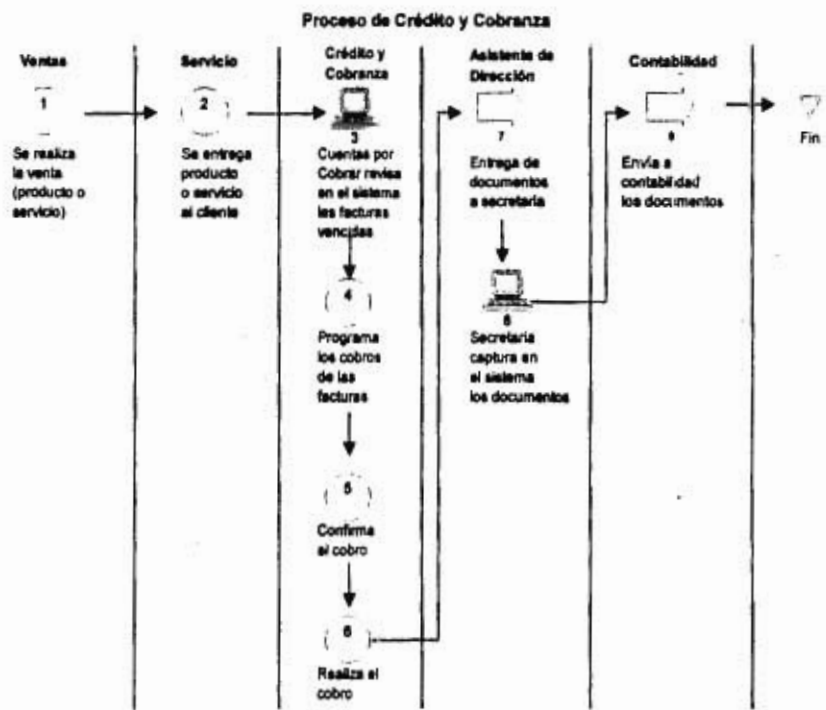 Proceso de Crédito y Cobranza
Ventas
1
Se realiza
la venta
(producto o
servicio)
Servicio
2
Se entrega
producto
o servicio
al cliente
Crédito y
Cobranza
3
Cuentas por
Cobrar revisa
en el sistema
las facturas
vencidas
4
Programa
los cobros
de las
facturas
5
Confirma
el cobro
6
Realiza el
cobro
Asistente de
Dirección
7
Entrega de
documentos
a secretaria
8
Secretaria
captura en
el sistema
los documentos
Contabilidad
9
Envía a
contabilidad
los documentos
Fin